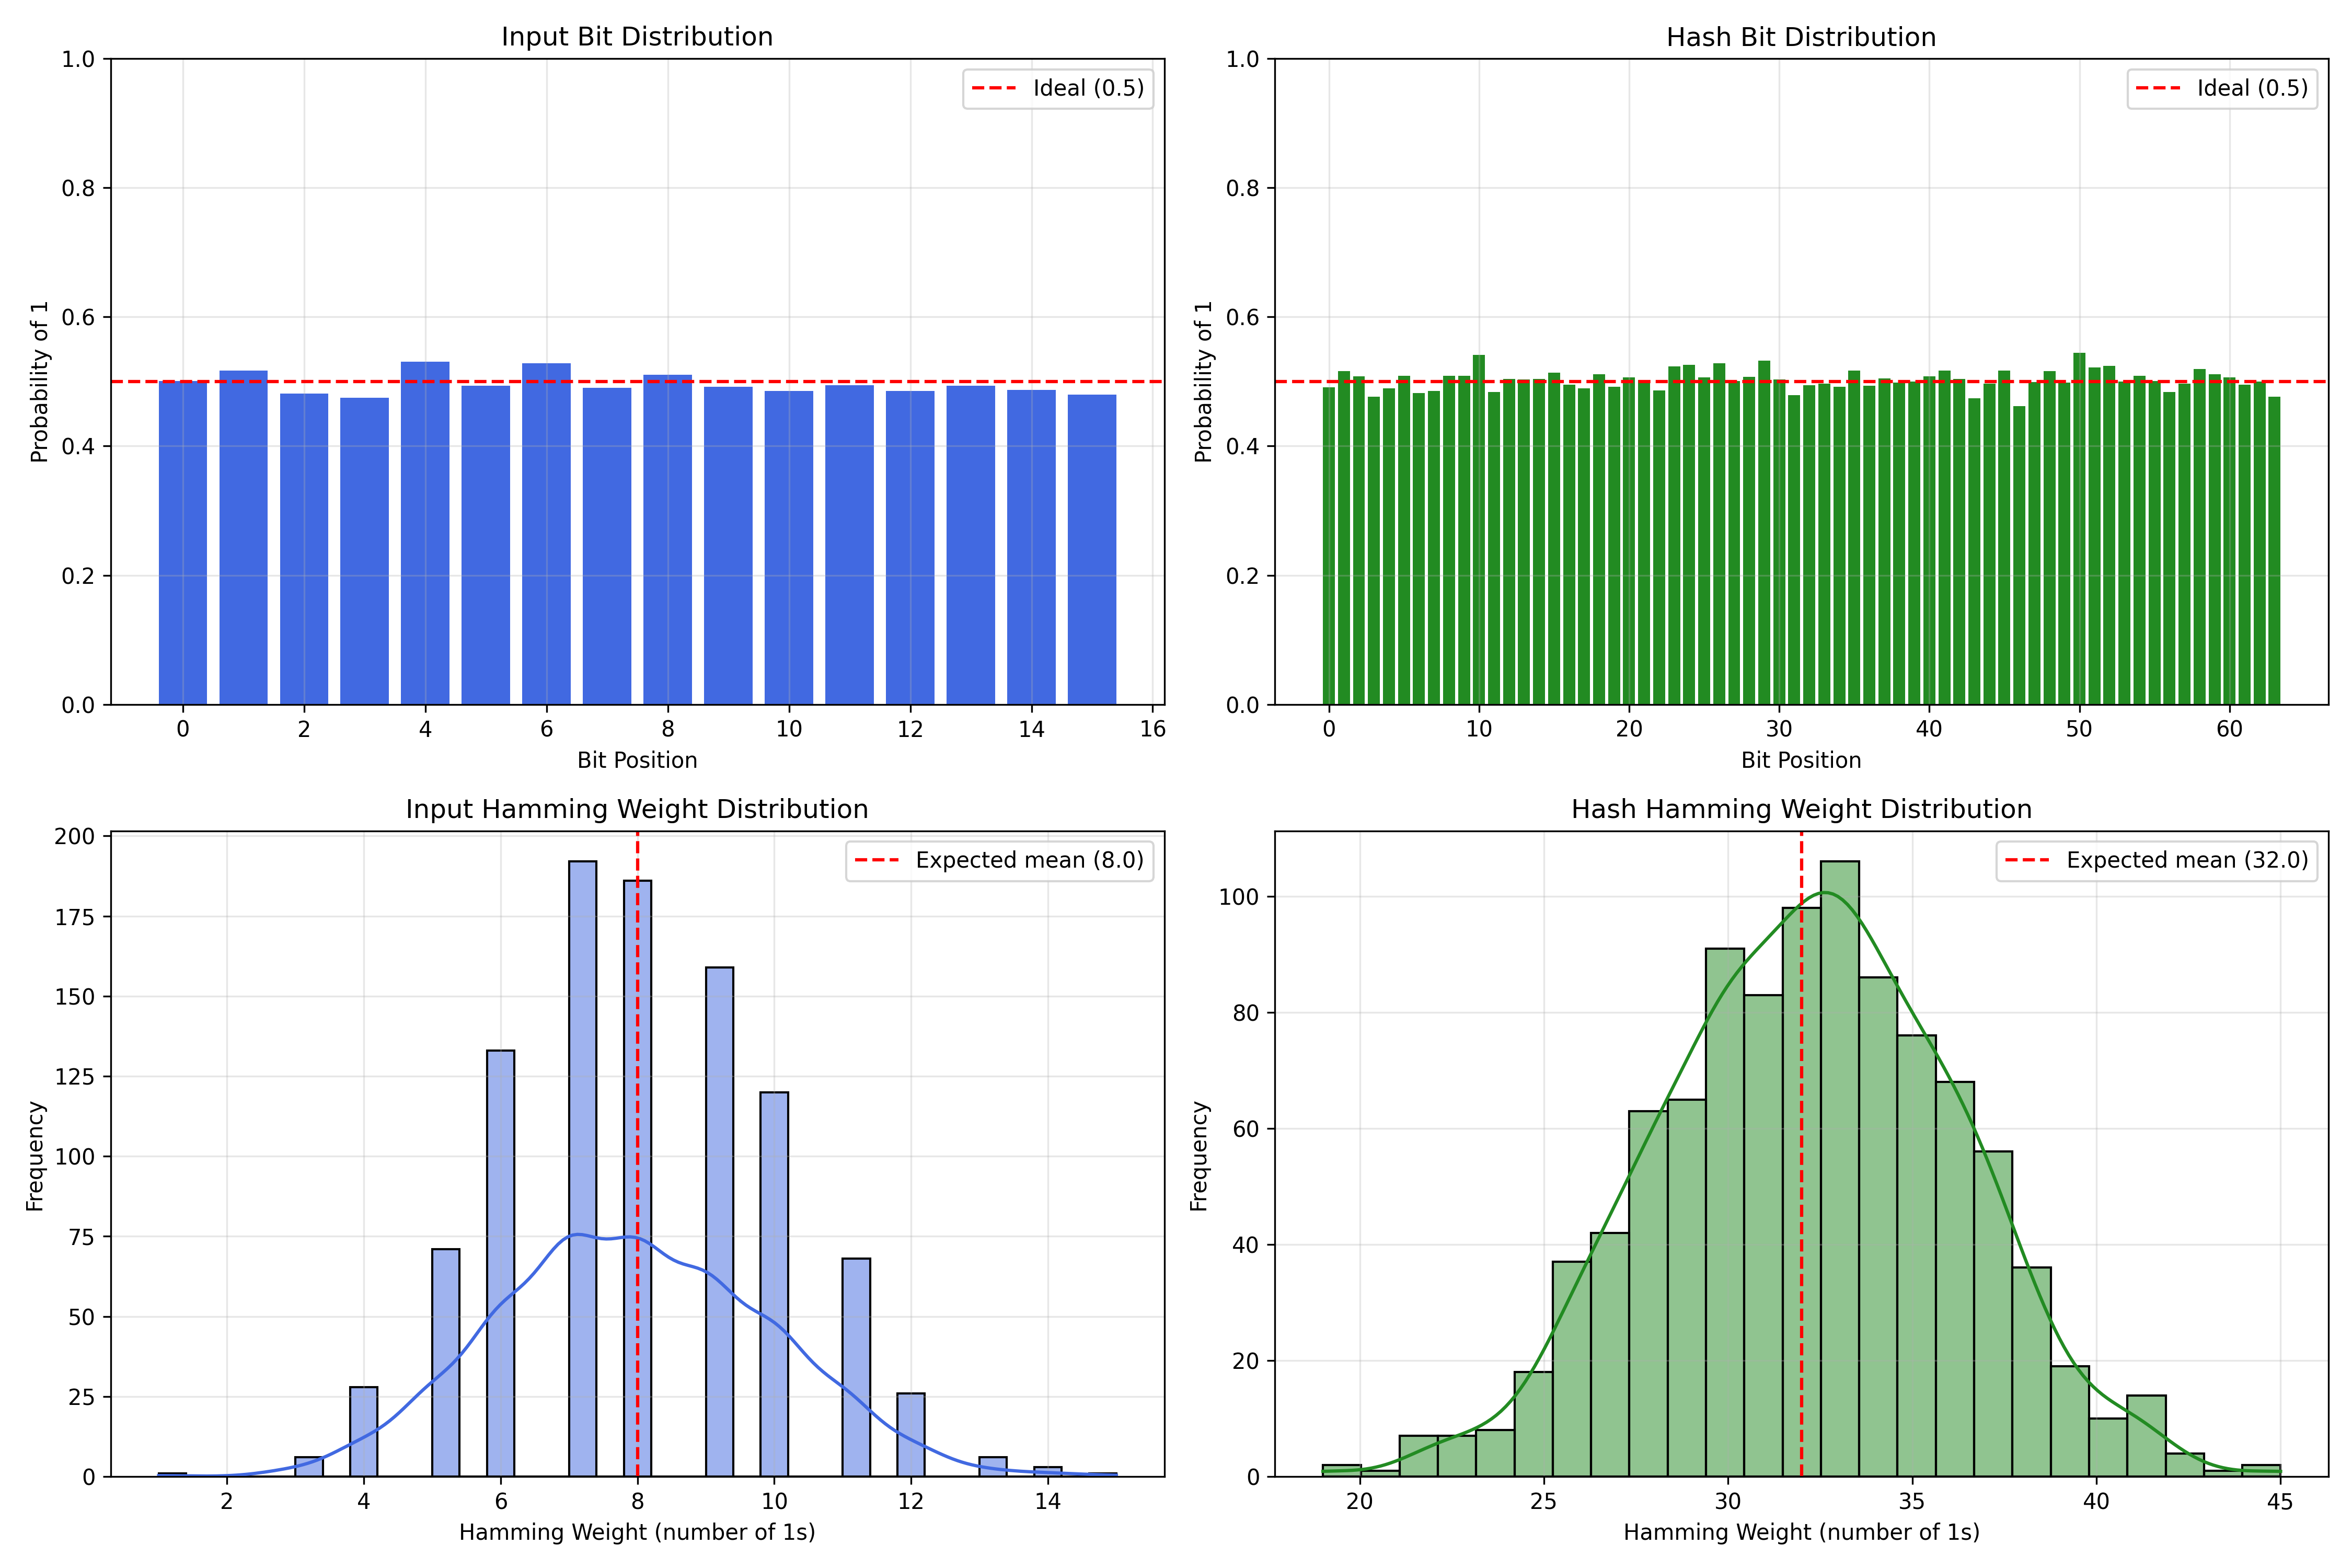 Input Bit Distribution
1.0
0.8
0.6
0.4
0.2
0.0
Probability of 1
Ideal (0.5)
0 2 4 6 8 10 12 14 16
Bit Position
Hash Bit Distribution
1.0
0.8
0.6
0.4
0.2
0.0
Probability of 1
Ideal (0.5)
0 10 20 30 40 50 60
Bit Position
Input Hamming Weight Distribution
200
175
150
125
100
75
50
25
0
Frequency
Expected mean (8.0)
2 4 6 8 10 12 14
Hamming Weight (number of 1s)
Hash Hamming Weight Distribution
100
80
60
40
20
0
Frequency
Expected mean (32.0)
20 25 30 35 40 45
Hamming Weight (number of 1s)